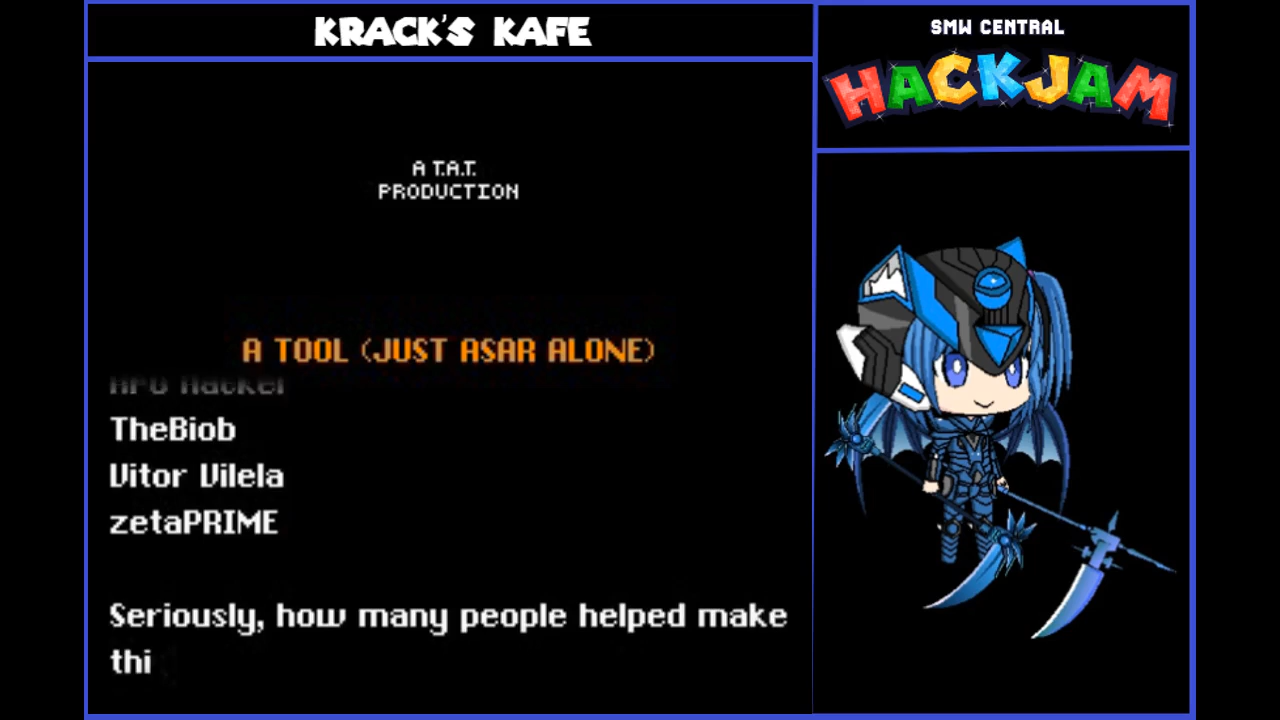 KRACK'S KAFE
SMW CENTRAL
HACKJAM
A T.A.T.
PRODUCTION
A TOOL (JUST ASAR ALONE)
TheBiob
Vitor Vilela
zetaPRIME
Seriously, how many people helped make
thi